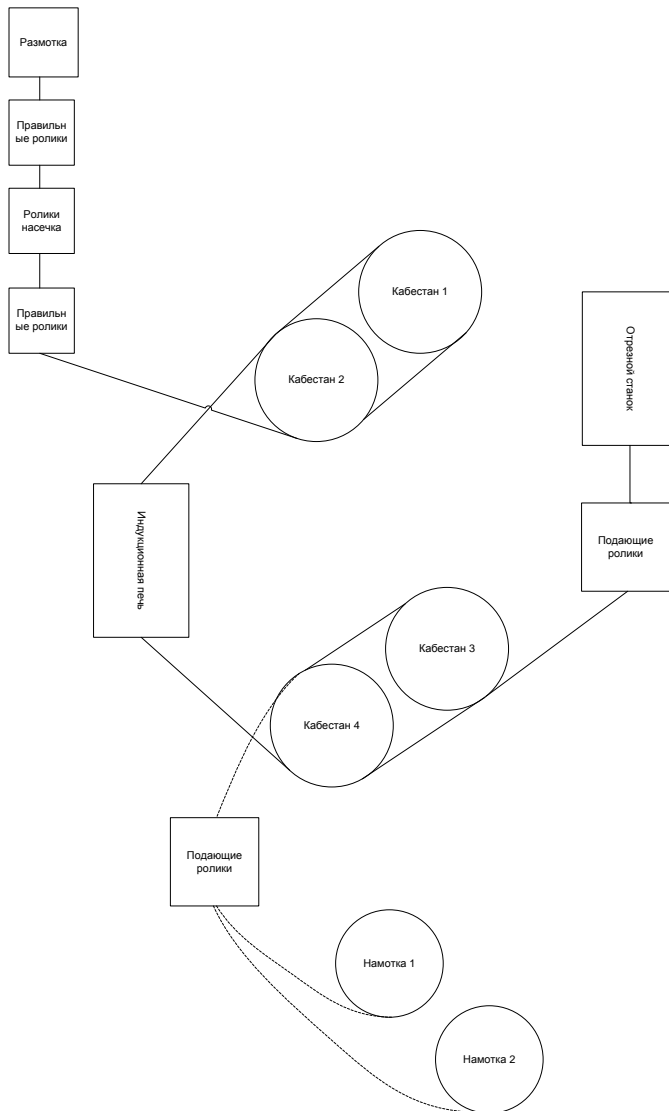 Размотка
Правильн
ые ролики
Ролики
насечка
Правильн
ые ролики
Кабестан 1
Кабестан 2
Отрезной станок
Индукционная печь
Подающие
ролики
Кабестан 3
Кабестан 4
Подающие
ролики
Намотка 1
Намотка 2